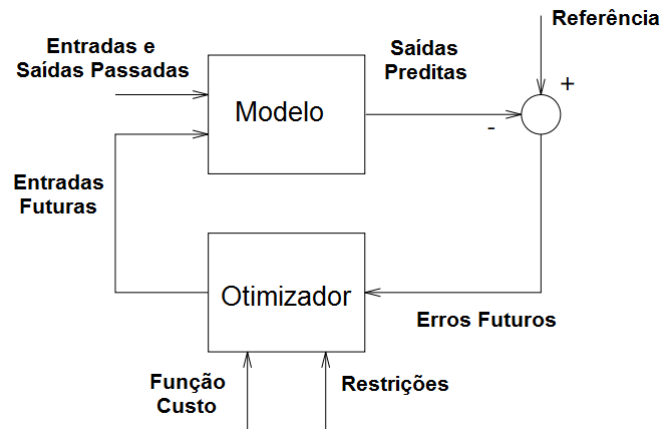 Referência
Entradas e
Saídas Passadas
Saídas
Preditas
+
Modelo
-
Entradas
Futuras
Otimizador
Erros Futuros
Função
Custo
Restrições